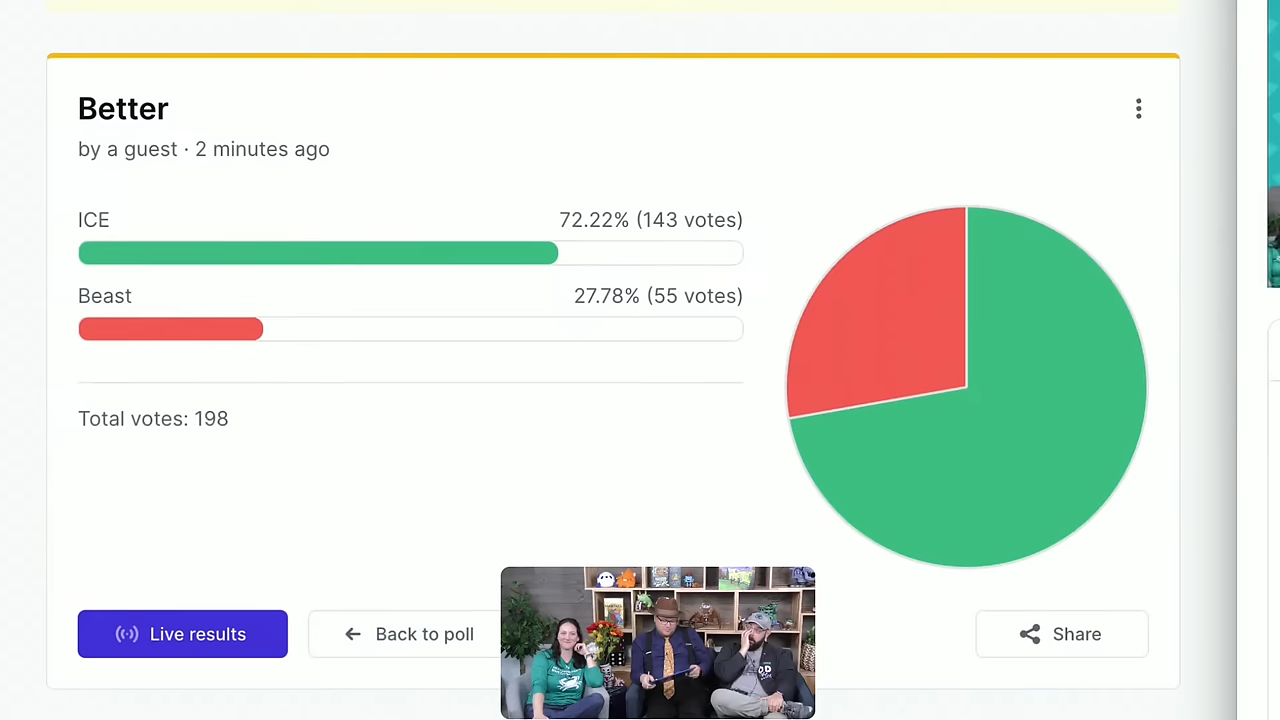 Better
by a guest · 2 minutes ago
ICE 72.22% (143 votes)
Beast 27.78% (55 votes)
Total votes: 198
Live results
Back to poll
Share